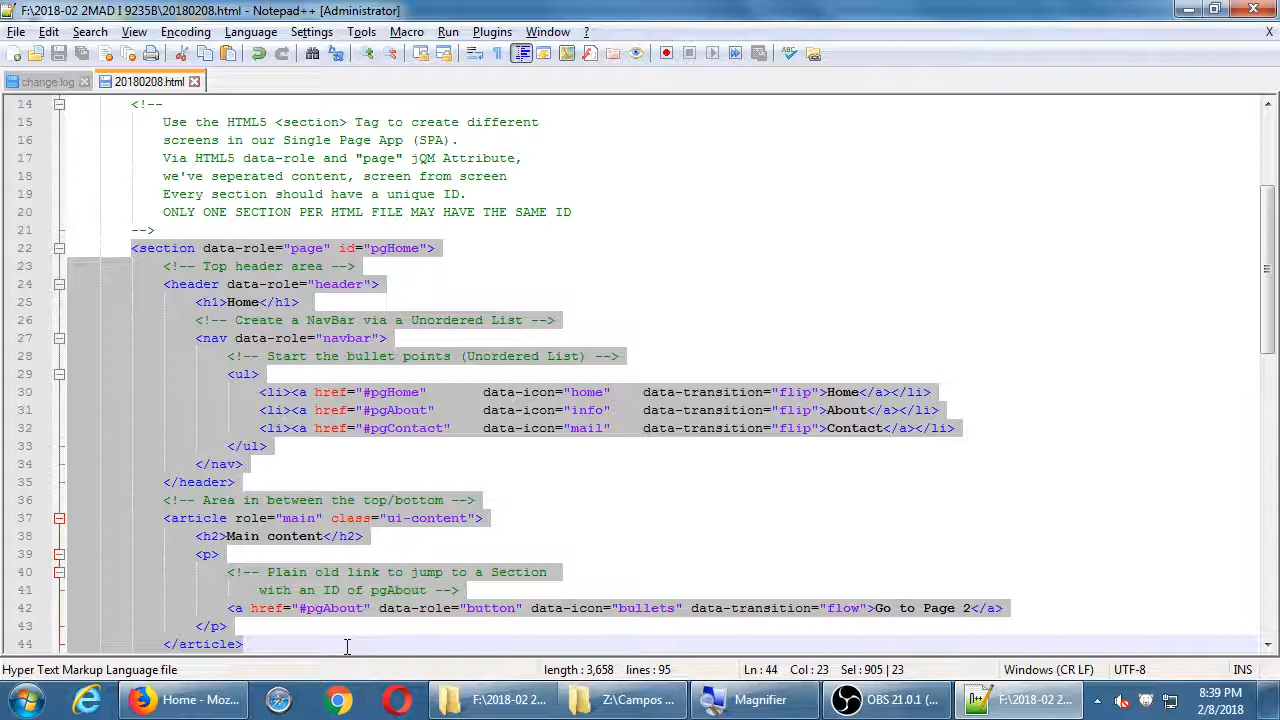 F:\2018-02 2MAD I 9235B\20180208.html - Notepad++ [Administrator]
File Edit Search View Encoding Language Settings Tools Macro Run Plugins Window ? X
change.log 20180208.html
14 <!--
15 Use the HTML5 <section> Tag to create different
16 screens in our Single Page App (SPA).
17 Via HTML5 data-role and "page" jQM Attribute,
18 we've seperated content, screen from screen
19 Every section should have a unique ID.
20 ONLY ONE SECTION PER HTML FILE MAY HAVE THE SAME ID
21 -->
22 <section data-role="page" id="pgHome">
23 <!-- Top header area -->
24 <header data-role="header">
25 <h1>Home</h1>
26 <!-- Create a NavBar via a Unordered List -->
27 <nav data-role="navbar">
28 <!-- Start the bullet points (Unordered List) -->
29 <ul>
30 <li><a href="#pgHome" data-icon="home" data-transition="flip">Home</a></li>
31 <li><a href="#pgAbout" data-icon="info" data-transition="flip">About</a></li>
32 <li><a href="#pgContact" data-icon="mail" data-transition="flip">Contact</a></li>
33 </ul>
34 </nav>
35 </header>
36 <!-- Area in between the top/bottom -->
37 <article role="main" class="ui-content">
38 <h2>Main content</h2>
39 <p>
40 <!-- Plain old link to jump to a Section
41 with an ID of pgAbout -->
42 <a href="#pgAbout" data-role="button" data-icon="bullets" data-transition="flow">Go to Page 2</a>
43 </p>
44 </article>
Hyper Text Markup Language file length : 3,658 lines : 95 Ln : 44 Col : 23 Sel : 905 | 23 Windows (CR LF) UTF-8 INS
Home - Moz... F:\2018-02 2... Z:\Campos ... Magnifier OBS 21.0.1 (... F:\2018-02 2... 8:39 PM
2/8/2018